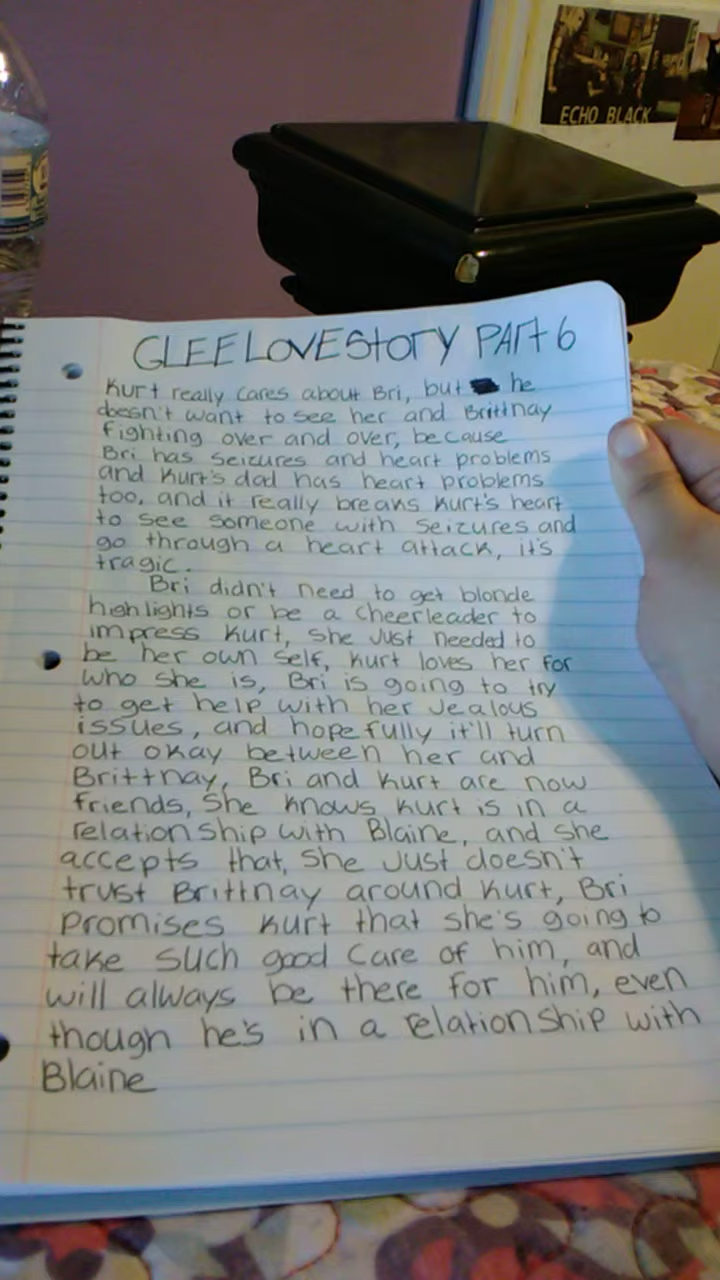 ECHO BLACK
GLEE LOVE Story PArt 6
Kurt really cares about Bri, but he
doesn't want to see her and Brittnay
fighting over and over, because
Bri has seizures and heart problems
and Kurt's dad has heart problems
too, and it really breaks Kurt's heart
to see someone with seizures and
go through a heart attack, it's
tragic.
Bri didn't need to get blonde
highlights or be a cheerleader to
impress Kurt, she just needed to
be her own self, Kurt loves her for
who she is, Bri is going to try
to get help with her Jealous
issues, and hopefully it'll turn
out okay between her and
Brittnay, Bri and Kurt are now
friends, She knows Kurt is in a
relationship with Blaine, and she
accepts that, She Just doesn't
trust Brittnay around Kurt, Bri
Promises Kurt that she's going to
take such good care of him, and
will always be there for him, even
though he's in a relationship with
Blaine